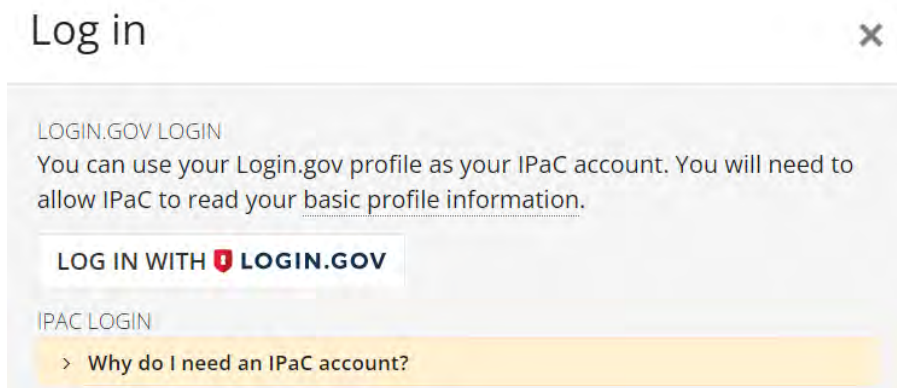 Log in
LOGIN.GOV LOGIN
You can use your Login.gov profile as your IPaC account. You will need to
allow IPaC to read your basic profile information.
LOG IN WITH LOGIN.GOV
IPAC LOGIN
> Why do I need an IPaC account?